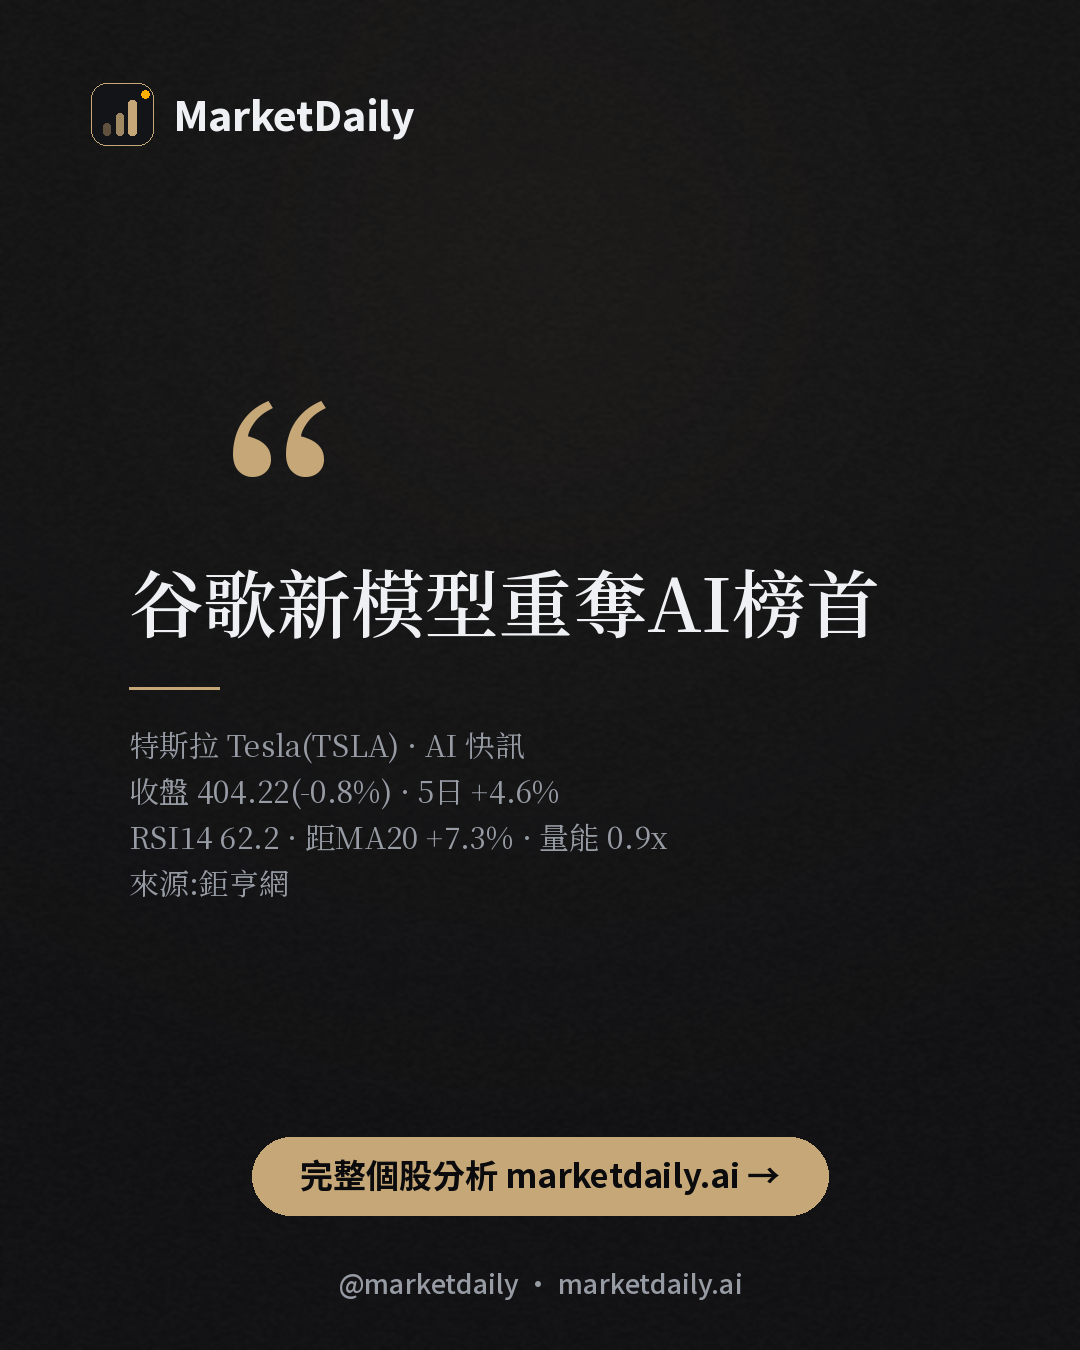 MarketDaily
“
谷歌新模型重奪AI榜首
特斯拉 Tesla(TSLA) · AI 快訊
收盤 404.22(-0.8%) · 5日 +4.6%
RSI14 62.2 · 距MA20 +7.3% · 量能 0.9x
來源:鉅亨網
完整個股分析 marketdaily.ai →
@marketdaily · marketdaily.ai